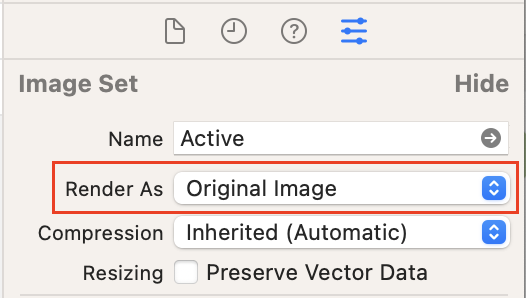 Image Set Hide
Name Active
Render As Original Image
Compression Inherited (Automatic)
Resizing Preserve Vector Data